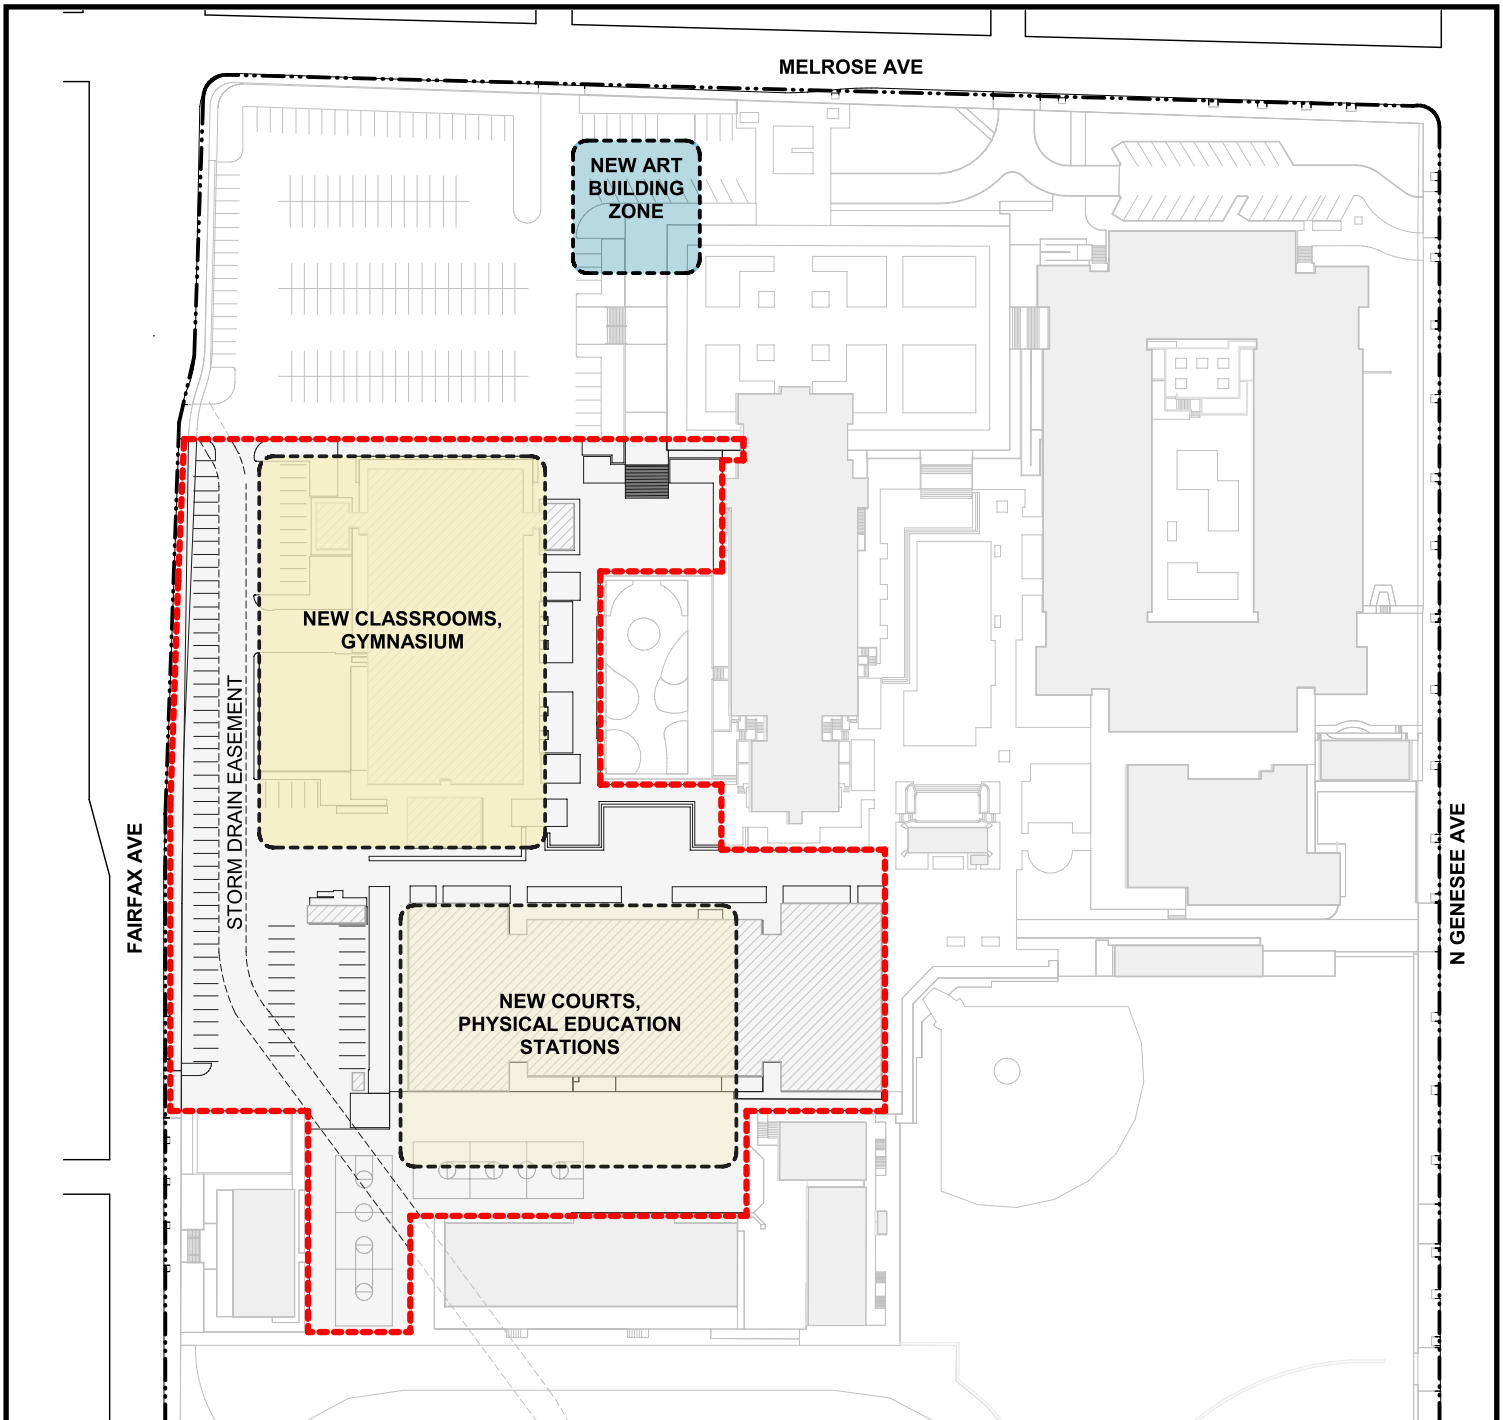 MELROSE AVE
NEW ART
BUILDING
ZONE
NEW CLASSROOMS,
GYMNASIUM
STORM DRAIN EASEMENT
FAIRFAX AVE
N GENESEE AVE
NEW COURTS,
PHYSICAL EDUCATION
STATIONS